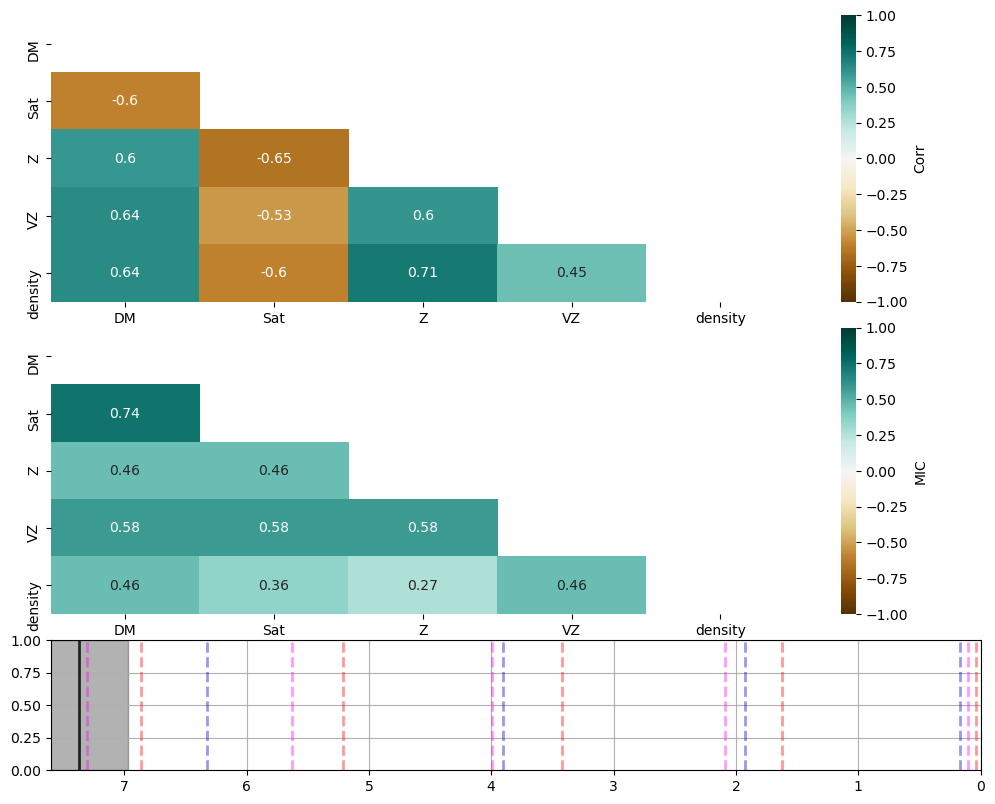 DM
Sat
Z
VZ
density
-0.6
0.6 -0.65
0.64 -0.53 0.6
0.64 -0.6 0.71 0.45
DM Sat Z VZ density
1.00
0.75
0.50
0.25
0.00
−0.25
−0.50
−0.75
−1.00
Corr
DM
Sat
Z
VZ
density
0.74
0.46 0.46
0.58 0.58 0.58
0.46 0.36 0.27 0.46
DM Sat Z VZ density
1.00
0.75
0.50
0.25
0.00
−0.25
−0.50
−0.75
−1.00
MIC
1.00
0.75
0.50
0.25
0.00
7 6 5 4 3 2 1 0